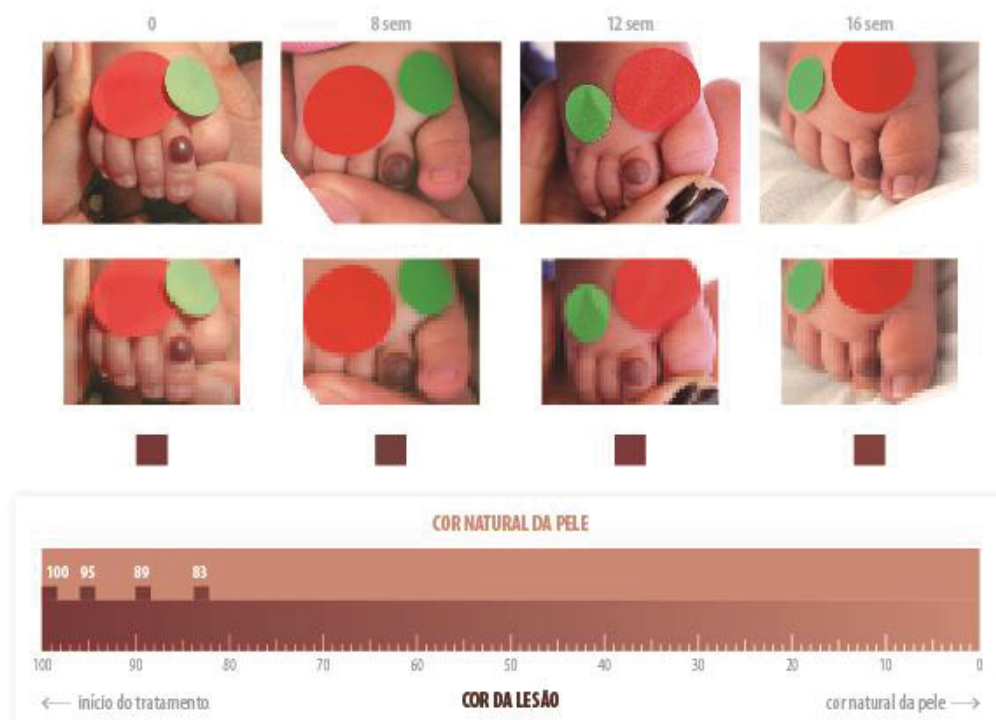 0 8 sem 12 sem 16 sem
COR NATURAL DA PELE
100 95 89 83
100 90 80 70 60 50 40 30 20 10 0
← início do tratamento COR DA LESÃO cor natural da pele →